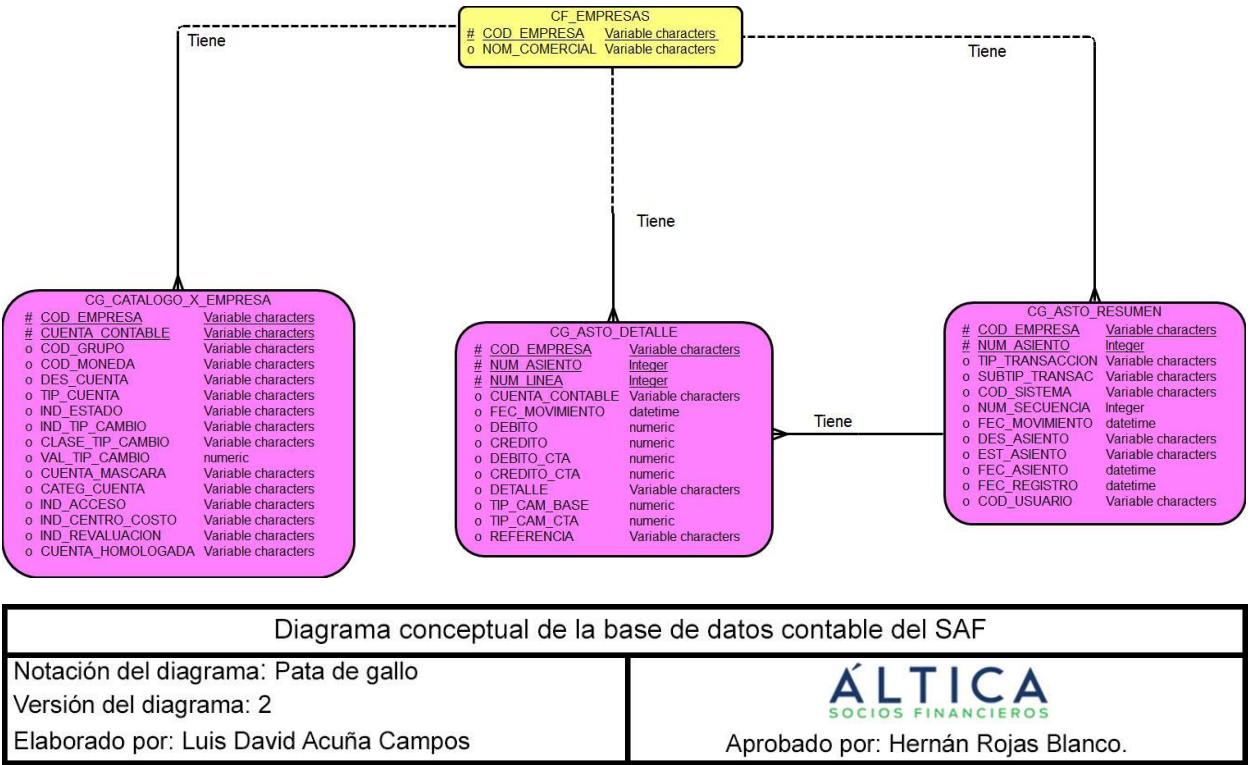 CF_EMPRESAS
# COD_EMPRESA Variable characters
o NOM_COMERCIAL Variable characters
Tiene
Tiene
Tiene
CG_CATALOGO_X_EMPRESA
# COD_EMPRESA Variable characters
# CUENTA_CONTABLE Variable characters
o COD_GRUPO Variable characters
o COD_MONEDA Variable characters
o DES_CUENTA Variable characters
o TIP_CUENTA Variable characters
o IND_ESTADO Variable characters
o IND_TIP_CAMBIO Variable characters
o CLASE_TIP_CAMBIO Variable characters
o VAL_TIP_CAMBIO numeric
o CUENTA_MASCARA Variable characters
o CATEG_CUENTA Variable characters
o IND_ACCESO Variable characters
o IND_CENTRO_COSTO Variable characters
o IND_REVALUACION Variable characters
o CUENTA_HOMOLOGADA Variable characters
CG_ASTO_DETALLE
# COD_EMPRESA Variable characters
# NUM_ASIENTO Integer
# NUM_LINEA Integer
o CUENTA_CONTABLE Variable characters
o FEC_MOVIMIENTO datetime
o DEBITO numeric
o CREDITO numeric
o DEBITO_CTA numeric
o CREDITO_CTA numeric
o DETALLE Variable characters
o TIP_CAM_BASE numeric
o TIP_CAM_CTA numeric
o REFERENCIA Variable characters
Tiene
CG_ASTO_RESUMEN
# COD_EMPRESA Variable characters
# NUM_ASIENTO Integer
o TIP_TRANSACCION Variable characters
o SUBTIP_TRANSAC Variable characters
o COD_SISTEMA Variable characters
o NUM_SECUENCIA Integer
o FEC_MOVIMIENTO datetime
o DES_ASIENTO Variable characters
o EST_ASIENTO Variable characters
o FEC_ASIENTO datetime
o FEC_REGISTRO datetime
o COD_USUARIO Variable characters
Diagrama conceptual de la base de datos contable del SAF
Notación del diagrama: Pata de gallo
Versión del diagrama: 2
Elaborado por: Luis David Acuña Campos
ÁLTICA
SOCIOS FINANCIEROS
Aprobado por: Hernán Rojas Blanco.